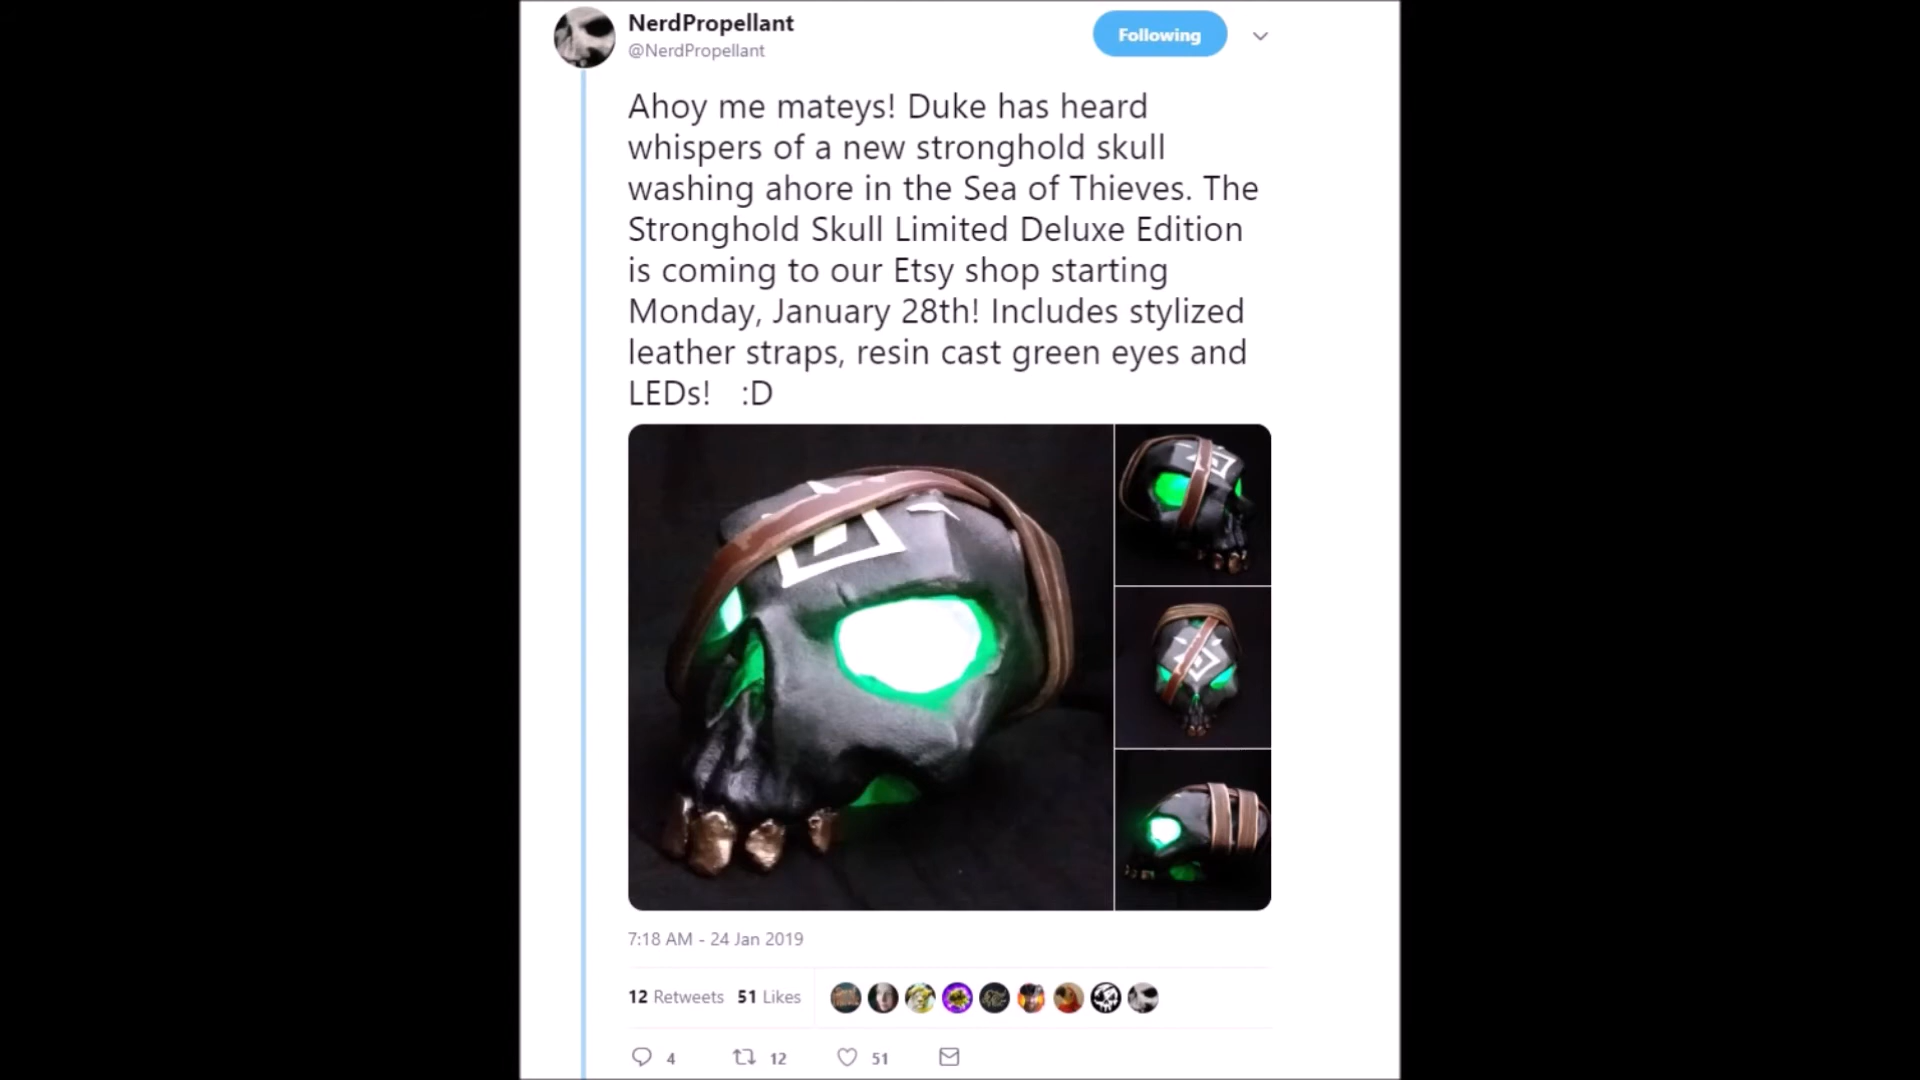 NerdPropellant
@NerdPropellant
Following
Ahoy me mateys! Duke has heard
whispers of a new stronghold skull
washing ahore in the Sea of Thieves. The
Stronghold Skull Limited Deluxe Edition
is coming to our Etsy shop starting
Monday, January 28th! Includes stylized
leather straps, resin cast green eyes and
LEDs!   :D
7:18 AM - 24 Jan 2019
12 Retweets 51 Likes
4 12 51